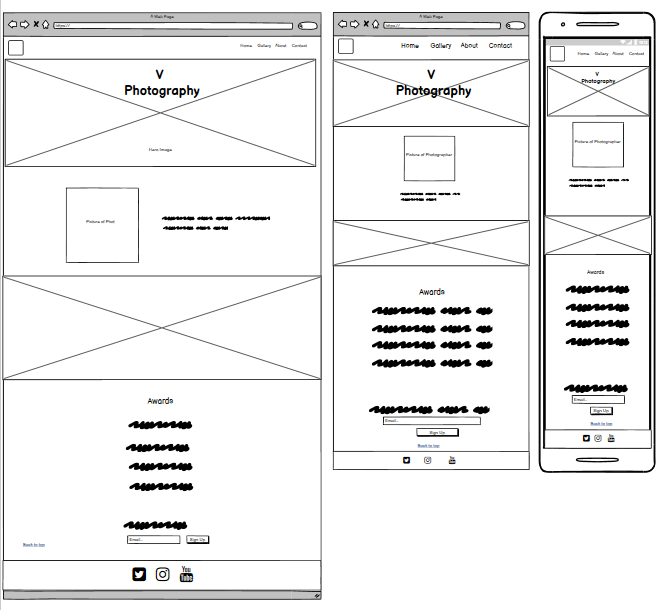 A Web Page
https://
Home Gallery About Contact
V
Photography
Hero Image
Picture of Phot
Awards
Email...
Sign Up
Back to top
You
Tube
A Web Page
https://
Home Gallery About Contact
V
Photography
Picture of Photographer
Awards
Email...
Sign Up
Back to top
You
Tube
Home Gallery About Contact
V
Photography
Picture of Photographer
Awards
Email...
Sign Up
Back to top
You
Tube